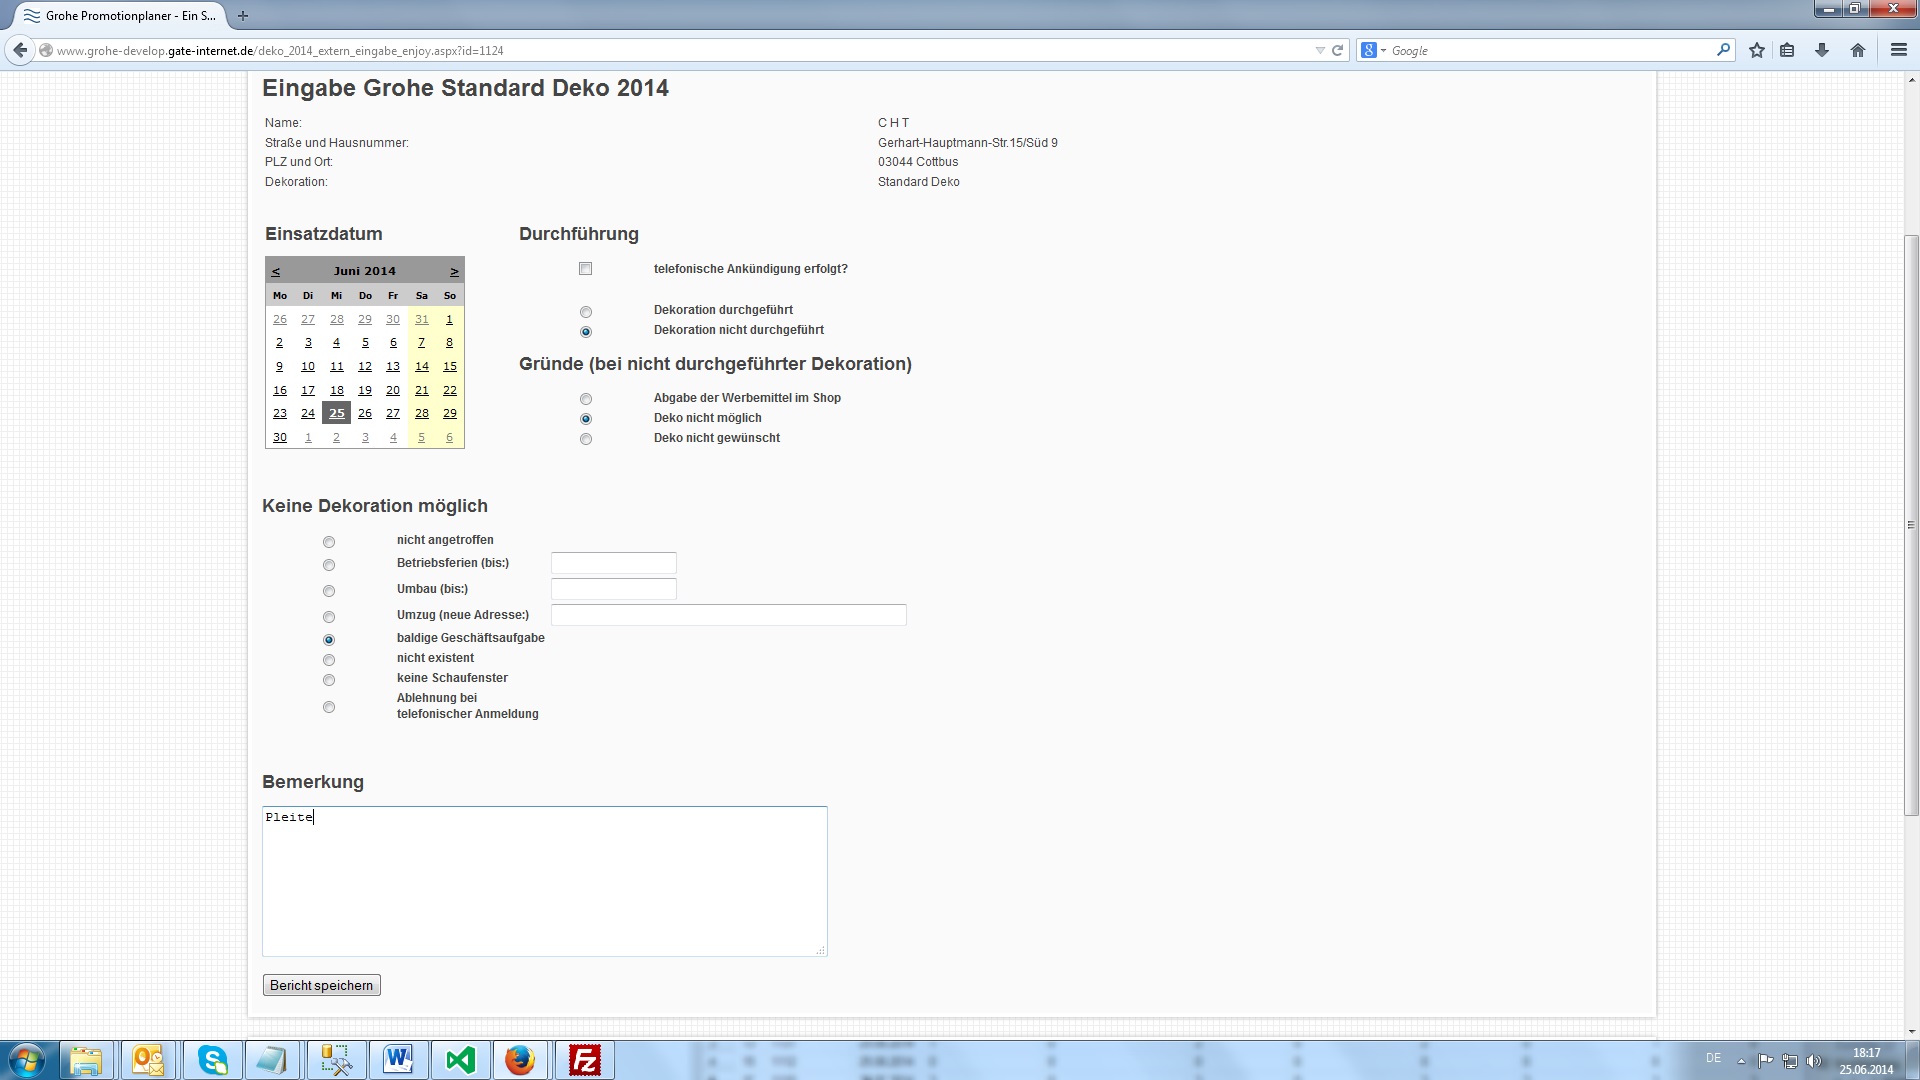 Grohe Promotionplaner - Ein S...
www.grohe-develop.gate-internet.de/deko_2014_extern_eingabe_enjoy.aspx?id=1124
Google
Eingabe Grohe Standard Deko 2014
Name: C H T
Straße und Hausnummer: Gerhart-Hauptmann-Str.15/Süd 9
PLZ und Ort: 03044 Cottbus
Dekoration: Standard Deko
Einsatzdatum
< Juni 2014 >
Mo Di Mi Do Fr Sa So
26 27 28 29 30 31 1
2 3 4 5 6 7 8
9 10 11 12 13 14 15
16 17 18 19 20 21 22
23 24 25 26 27 28 29
30 1 2 3 4 5 6
Durchführung
telefonische Ankündigung erfolgt?
Dekoration durchgeführt
Dekoration nicht durchgeführt
Gründe (bei nicht durchgeführter Dekoration)
Abgabe der Werbemittel im Shop
Deko nicht möglich
Deko nicht gewünscht
Keine Dekoration möglich
nicht angetroffen
Betriebsferien (bis:)
Umbau (bis:)
Umzug (neue Adresse:)
baldige Geschäftsaufgabe
nicht existent
keine Schaufenster
Ablehnung bei
telefonischer Anmeldung
Bemerkung
Pleite
Bericht speichern
DE
18:17
25.06.2014